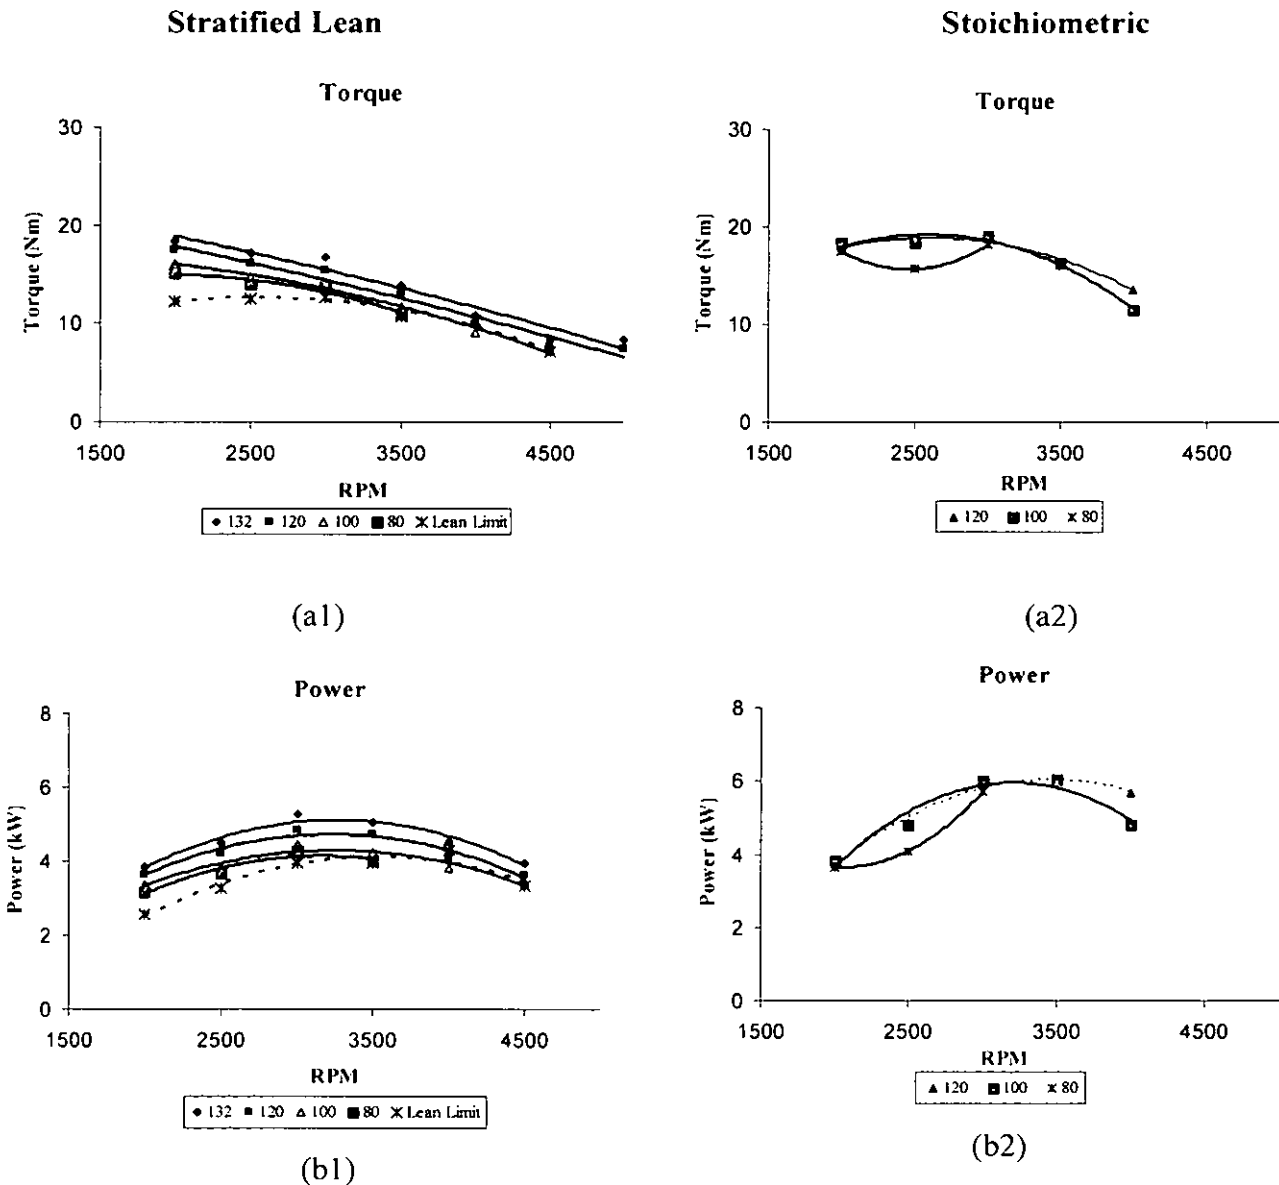 Stratified Lean
Stoichiometric
Torque
30
20
10
0
Torque (Nm)
1500 2500 3500 4500
RPM
132 120 100 80 Lean Limit
(a1)
Torque
30
20
10
0
Torque (Nm)
1500 2500 3500 4500
RPM
120 100 80
(a2)
Power
8
6
4
2
0
Power (kW)
1500 2500 3500 4500
RPM
132 120 100 80 Lean Limit
(b1)
Power
8
6
4
2
0
Power (kW)
1500 2500 3500 4500
RPM
120 100 80
(b2)